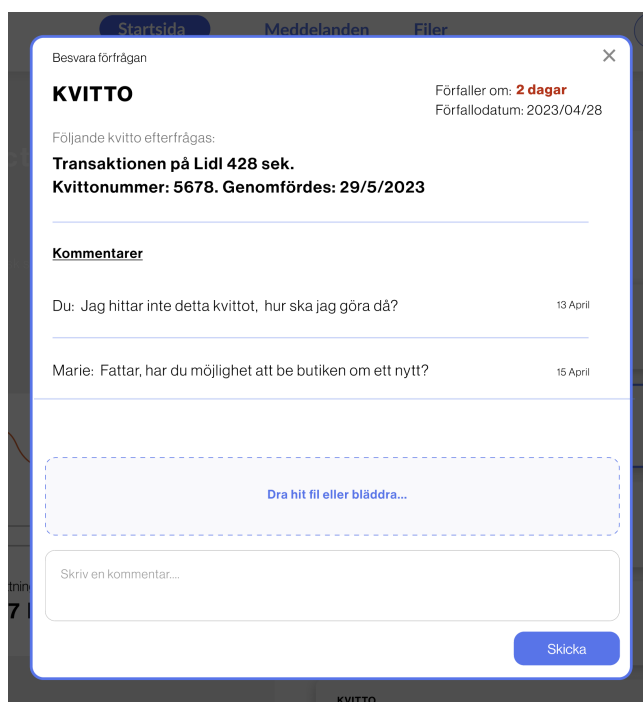 Startsida Meddelanden Filer
Besvara förfrågan
KVITTO
Förfaller om: 2 dagar
Förfallodatum: 2023/04/28
Följande kvitto efterfrågas:
Transaktionen på Lidl 428 sek.
Kvittonummer: 5678. Genomfördes: 29/5/2023
Kommentarer
Du: Jag hittar inte detta kvittot, hur ska jag göra då?
13 April
Marie: Fattar, har du möjlighet att be butiken om ett nytt?
15 April
Dra hit fil eller bläddra...
Skriv en kommentar....
Skicka
KVITTO